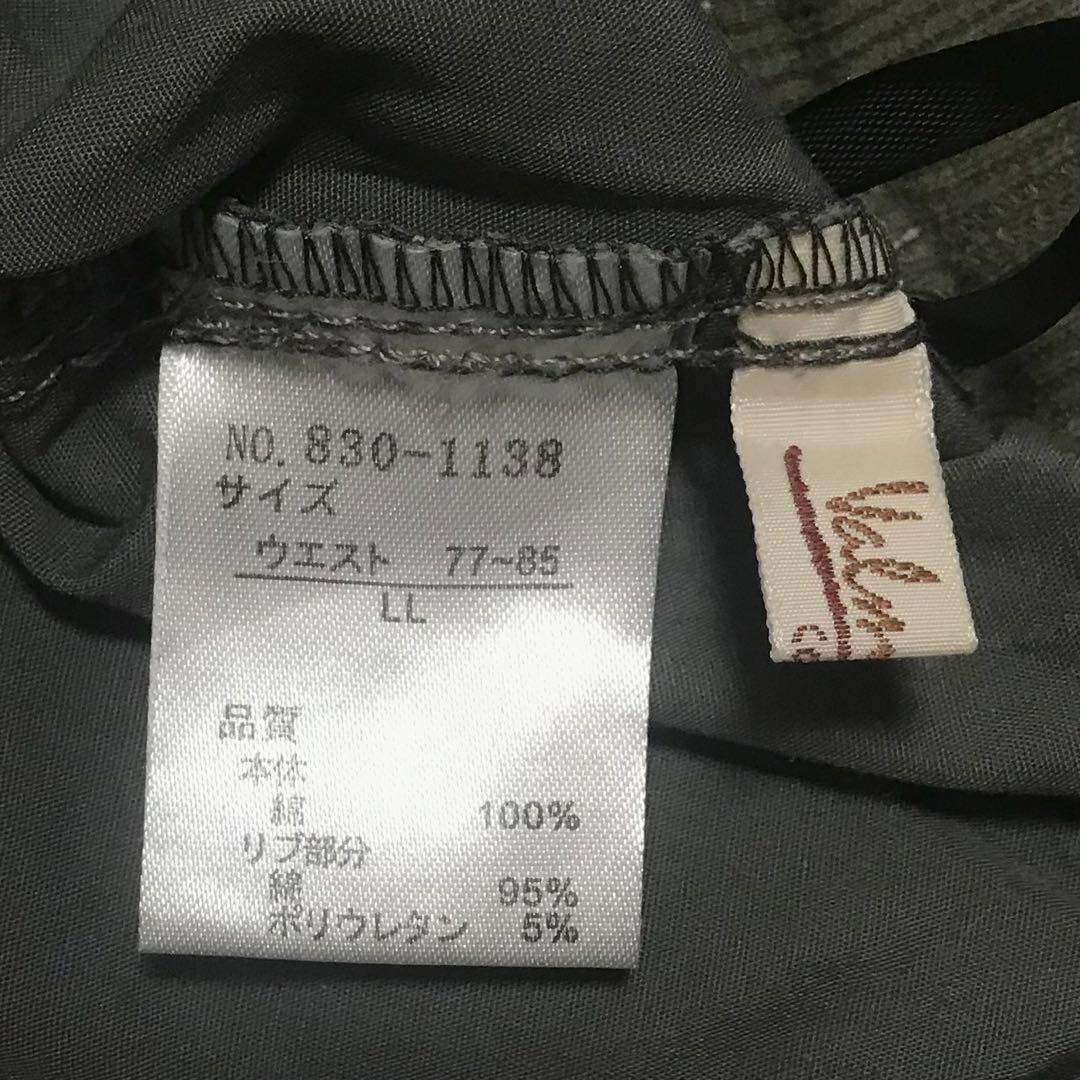 NO. 830-1138
サイズ
ウエスト 77~85
LL
品質
本体
綿 100%
リブ部分
綿 95%
ポリウレタン 5%